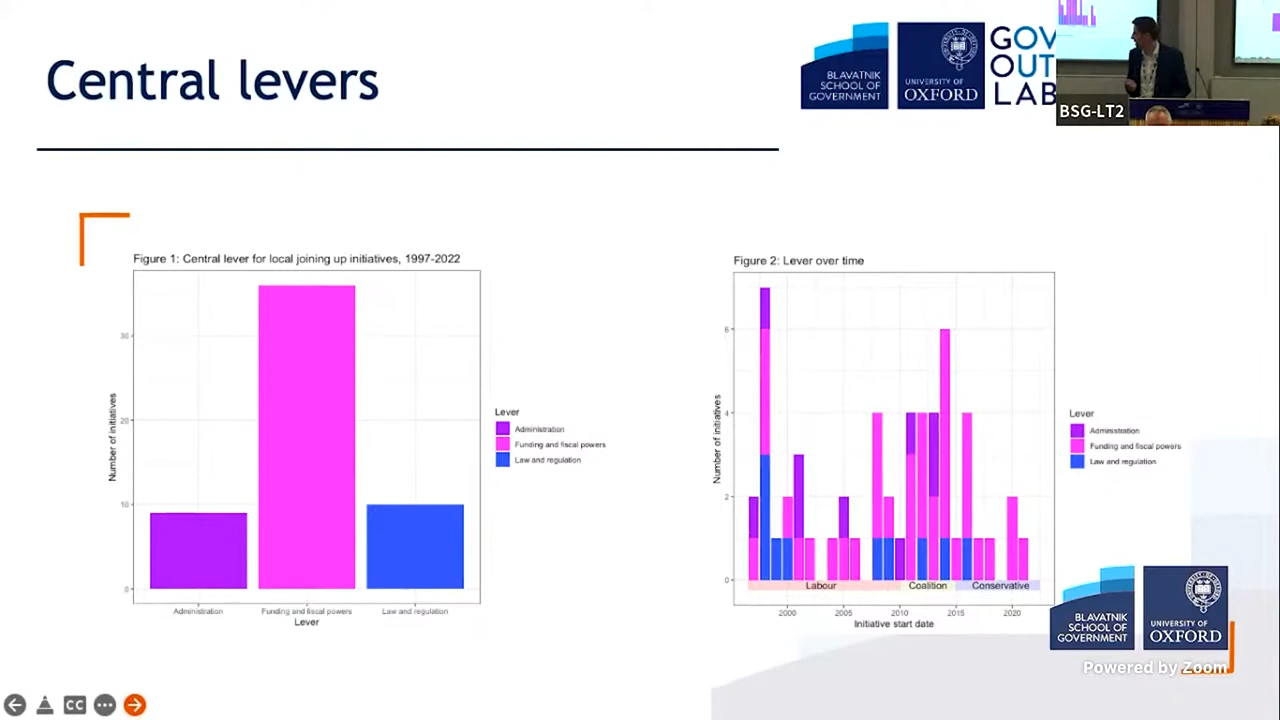 Central levers
BLAVATNIK
SCHOOL OF
GOVERNMENT
UNIVERSITY OF
OXFORD
GOV
OUT
LAB
BSG-LT2
Figure 1: Central lever for local joining up initiatives, 1997-2022
Number of initiatives
30
20
10
0
Administration
Funding and fiscal powers
Law and regulation
Lever
Lever
Administration
Funding and fiscal powers
Law and regulation
Figure 2: Lever over time
Number of initiatives
6
4
2
0
Labour
Coalition
Conservative
2000
2005
2010
2015
2020
Initiative start date
Lever
Administration
Funding and fiscal powers
Law and regulation
BLAVATNIK
SCHOOL OF
GOVERNMENT
UNIVERSITY OF
OXFORD
Powered by Zoom
CC